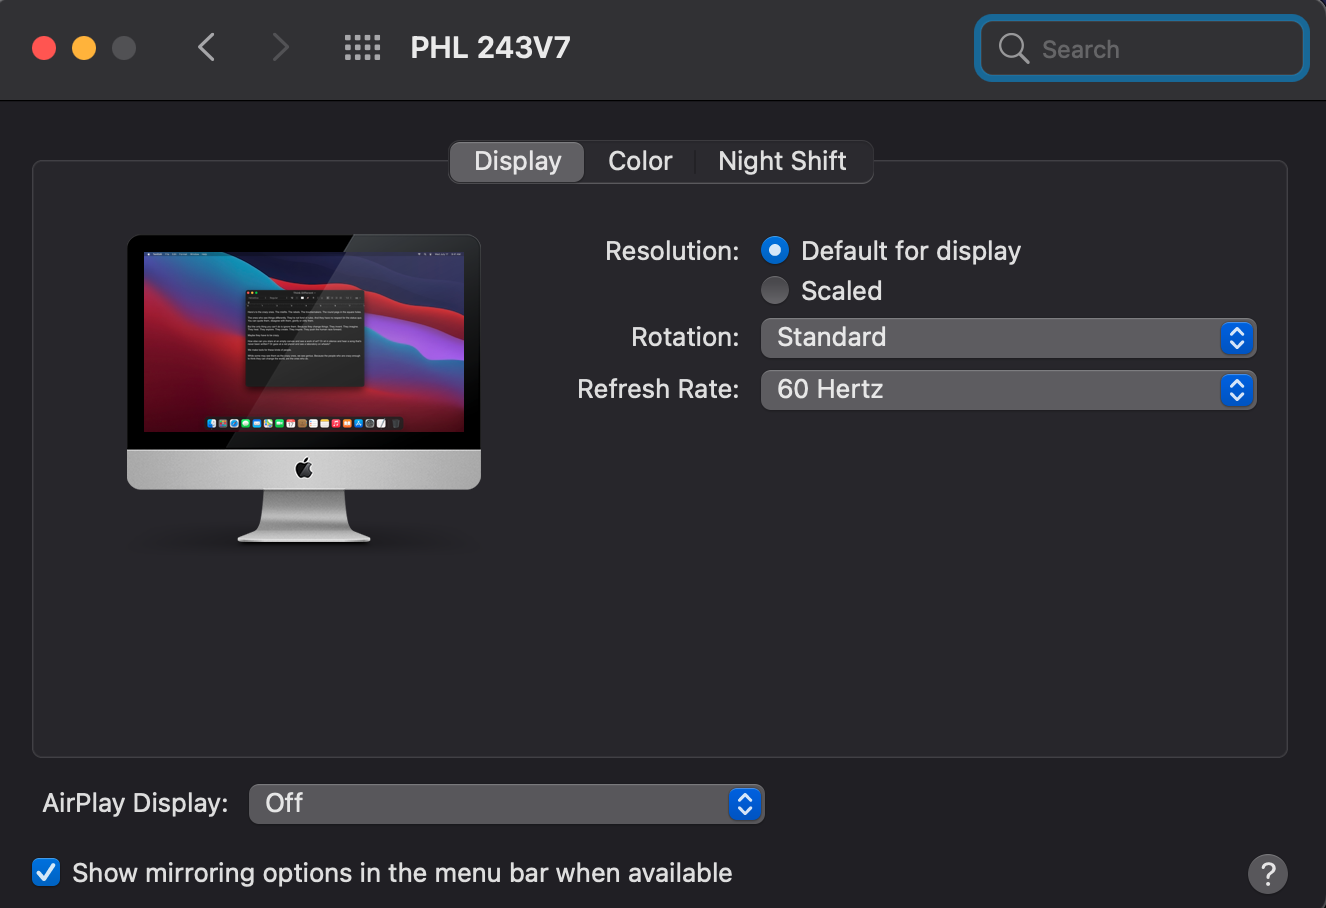 PHL 243V7
Search
Display Color Night Shift
Resolution: Default for display
Scaled
Rotation: Standard
Refresh Rate: 60 Hertz
AirPlay Display: Off
Show mirroring options in the menu bar when available
?